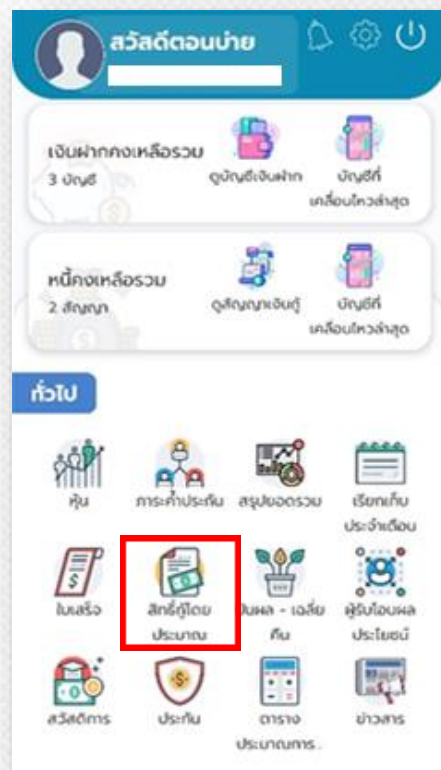 สวัสดีตอนบ่าย
เงินฝากคงเหลือรวม
3 บัญชี
ดูบัญชีเงินฝาก
บัญชีที่
เคลื่อนไหวล่าสุด
หนี้คงเหลือรวม
2 สัญญา
ดูสัญญาเงินกู้
บัญชีที่
เคลื่อนไหวล่าสุด
ทั่วไป
หุ้น
ภาระค้ำประกัน
สรุปยอดรวม
เรียกเก็บ
ประจำเดือน
ใบเสร็จ
สิทธิ์กู้โดย
ประมาณ
ปันผล - เฉลี่ย
คืน
ผู้รับโอนผล
ประโยชน์
สวัสดิการ
ประกัน
ตาราง
ประมาณการ..
ข่าวสาร